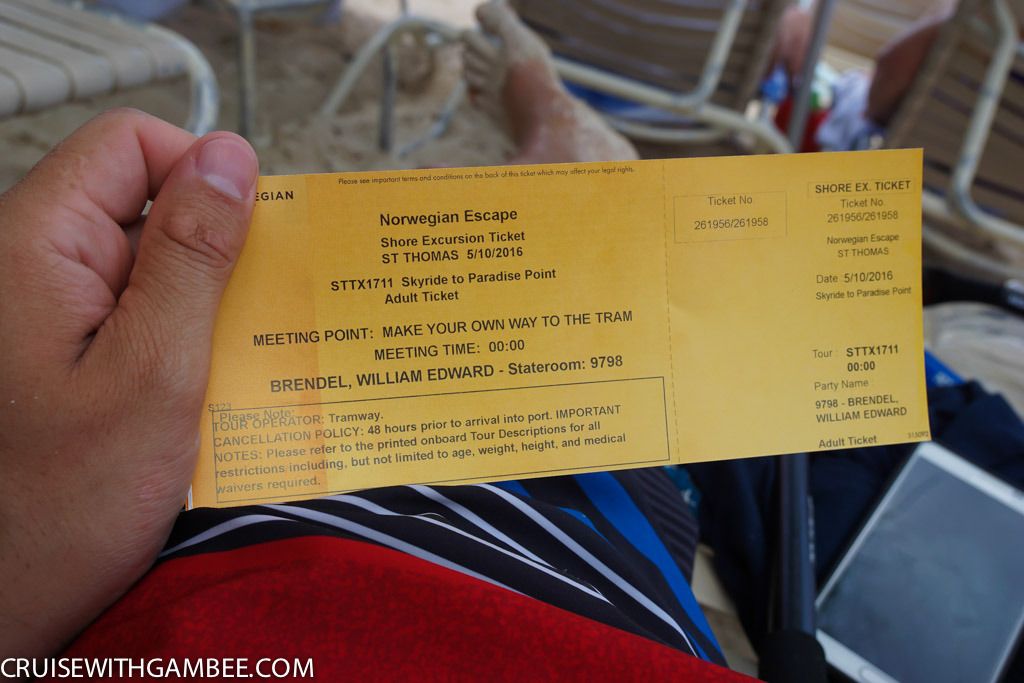 EGIAN
Please see important terms and conditions on the back of this ticket which may affect your legal rights.
Norwegian Escape
Shore Excursion Ticket
ST THOMAS 5/10/2016
STTX1711 Skyride to Paradise Point
Adult Ticket
MEETING POINT: MAKE YOUR OWN WAY TO THE TRAM
MEETING TIME: 00:00
BRENDEL, WILLIAM EDWARD - Stateroom: 9798
S123
Please Note:
TOUR OPERATOR: Tramway.
CANCELLATION POLICY: 48 hours prior to arrival into port. IMPORTANT
NOTES: Please refer to the printed onboard Tour Descriptions for all
restrictions including, but not limited to age, weight, height, and medical
waivers required.
Ticket No
261956/261958
SHORE EX. TICKET
Ticket No.
261956/261958
Norwegian Escape
ST THOMAS
Date 5/10/2016
Skyride to Paradise Point
Tour : STTX1711
00:00
Party Name :
9798 - BRENDEL,
WILLIAM EDWARD
Adult Ticket
CRUISEWITHGAMBEE.COM